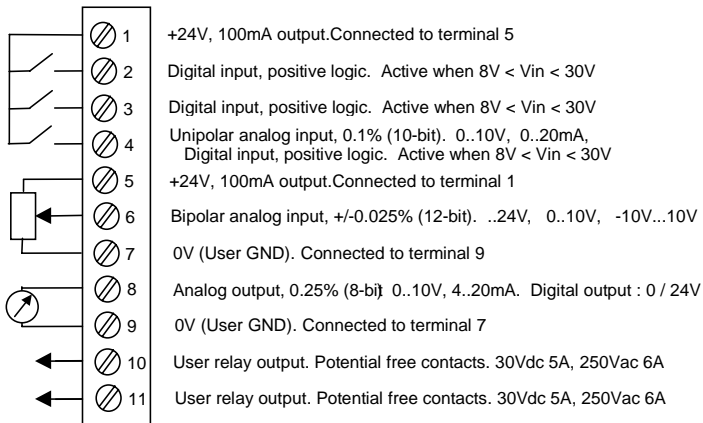 1 +24V, 100mA output.Connected to terminal 5
2 Digital input, positive logic. Active when 8V < Vin < 30V
3 Digital input, positive logic. Active when 8V < Vin < 30V
4 Unipolar analog input, 0.1% (10-bit). 0..10V, 0..20mA,
Digital input, positive logic. Active when 8V < Vin < 30V
5 +24V, 100mA output.Connected to terminal 1
6 Bipolar analog input, +/-0.025% (12-bit). ..24V, 0..10V, -10V...10V
7 0V (User GND). Connected to terminal 9
8 Analog output, 0.25% (8-bit 0..10V, 4..20mA. Digital output : 0 / 24V
9 0V (User GND). Connected to terminal 7
10 User relay output. Potential free contacts. 30Vdc 5A, 250Vac 6A
11 User relay output. Potential free contacts. 30Vdc 5A, 250Vac 6A